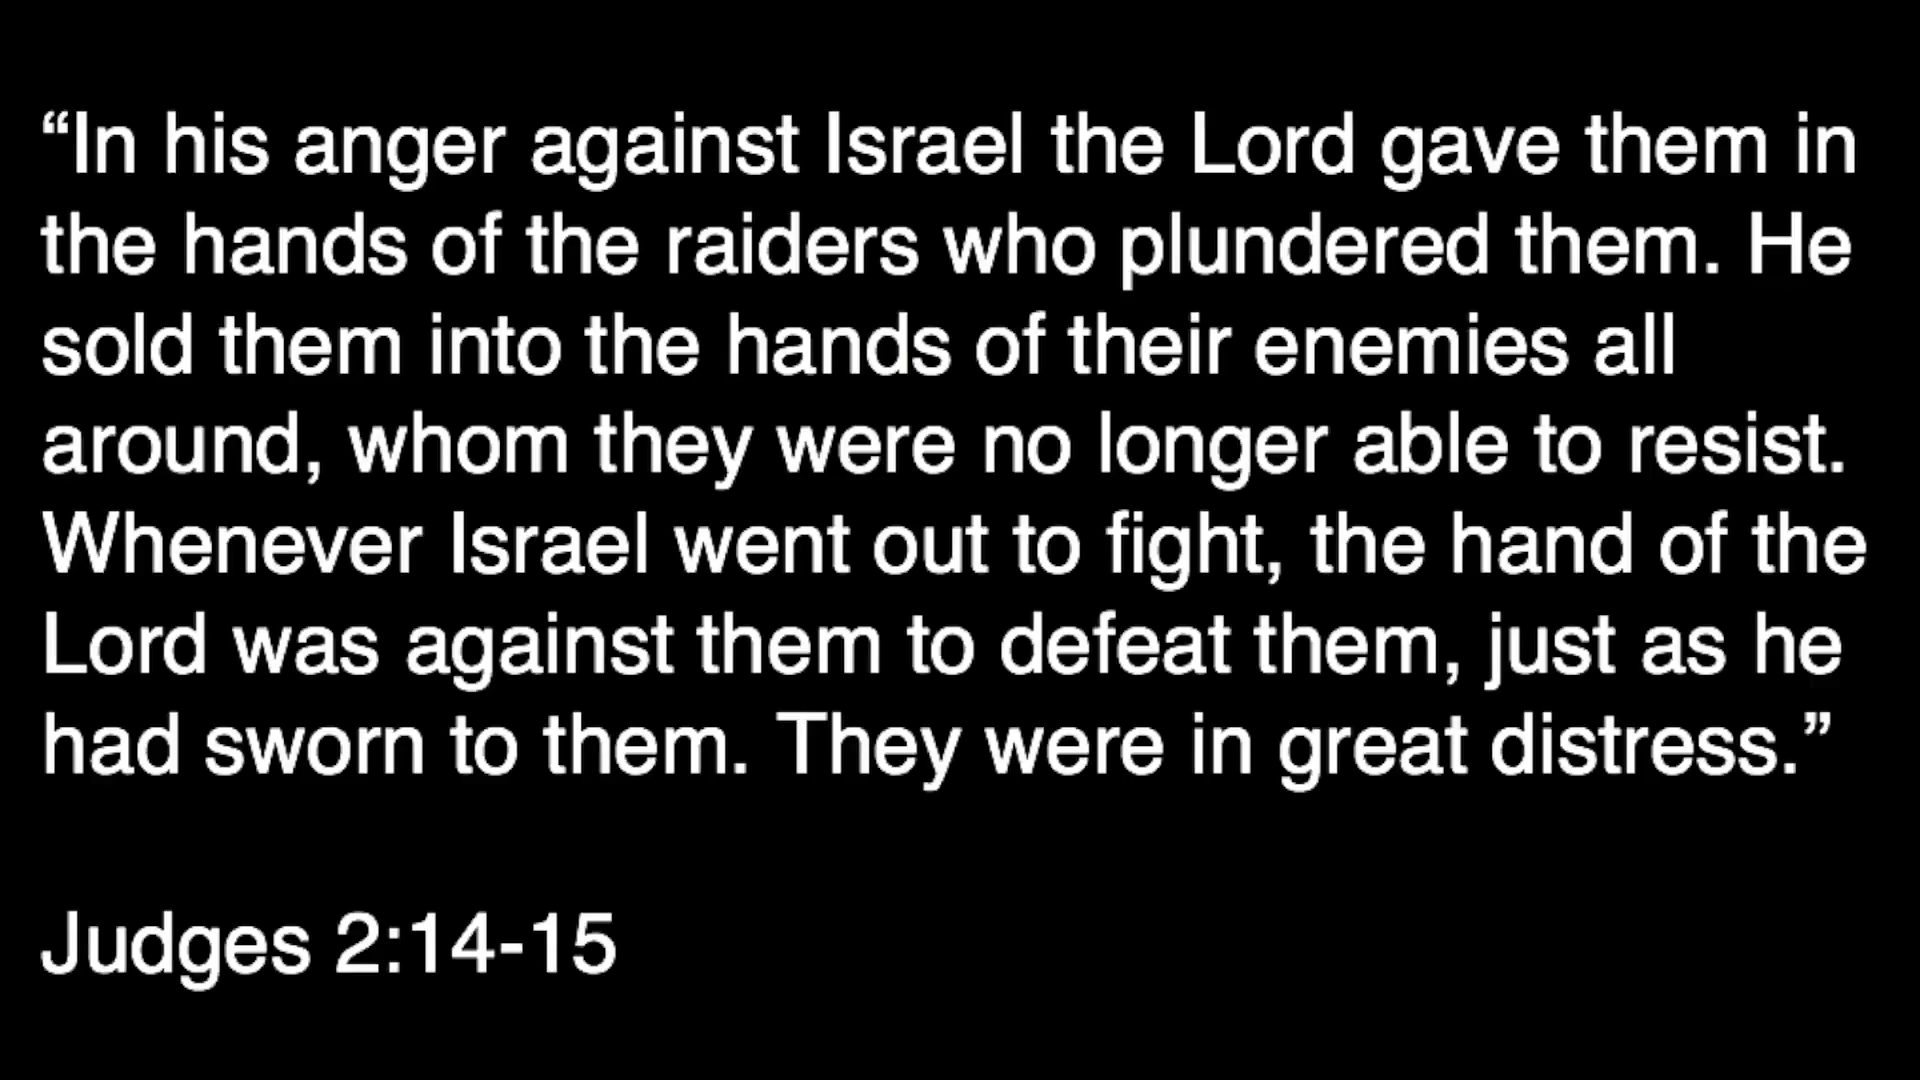 “In his anger against Israel the Lord gave them in
the hands of the raiders who plundered them. He
sold them into the hands of their enemies all
around, whom they were no longer able to resist.
Whenever Israel went out to fight, the hand of the
Lord was against them to defeat them, just as he
had sworn to them. They were in great distress.”
Judges 2:14-15